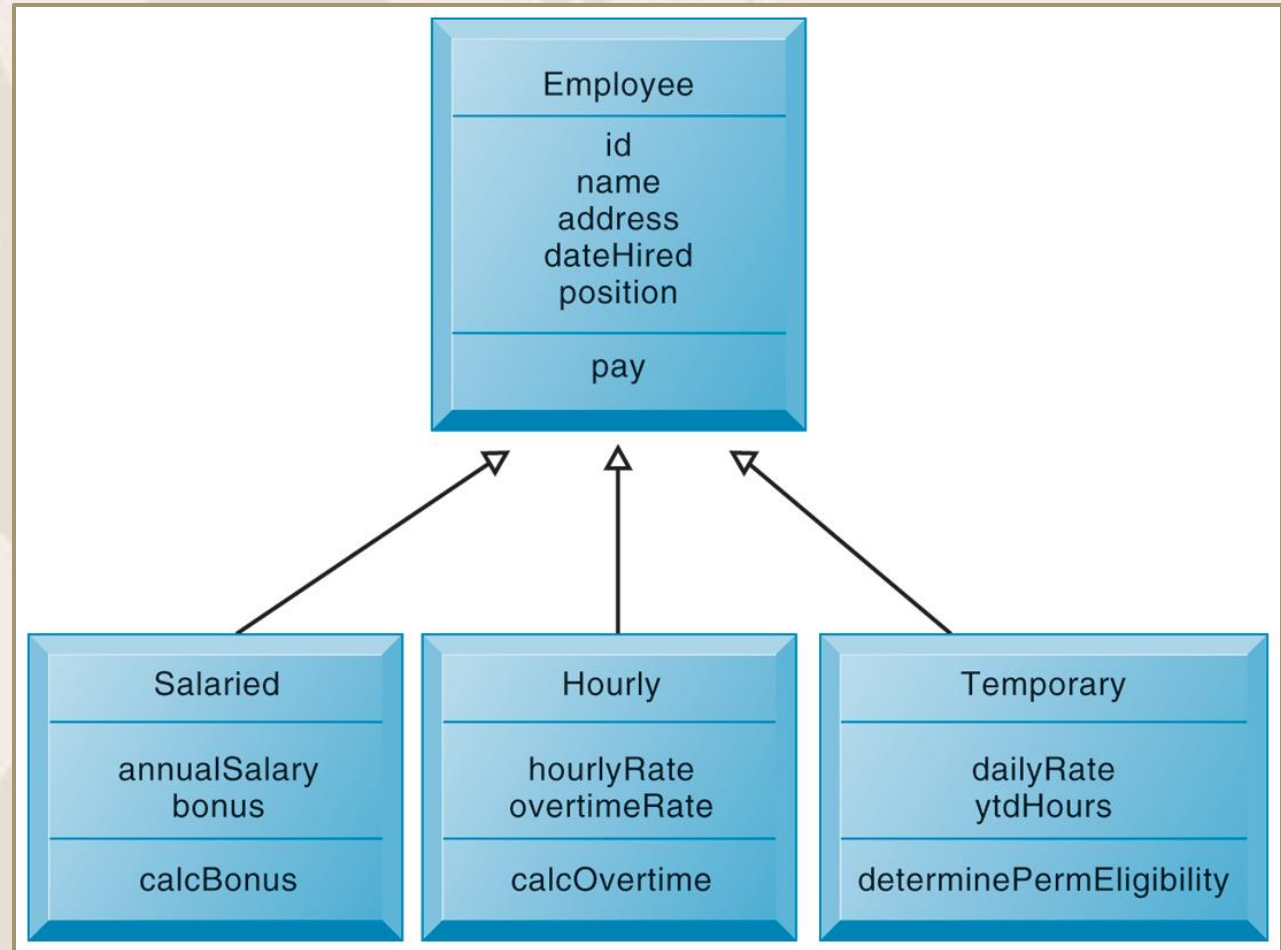 Employee
id
name
address
dateHired
position
pay
Salaried
annualSalary
bonus
calcBonus
Hourly
hourlyRate
overtimeRate
calcOvertime
Temporary
dailyRate
ytdHours
determinePermEligibility